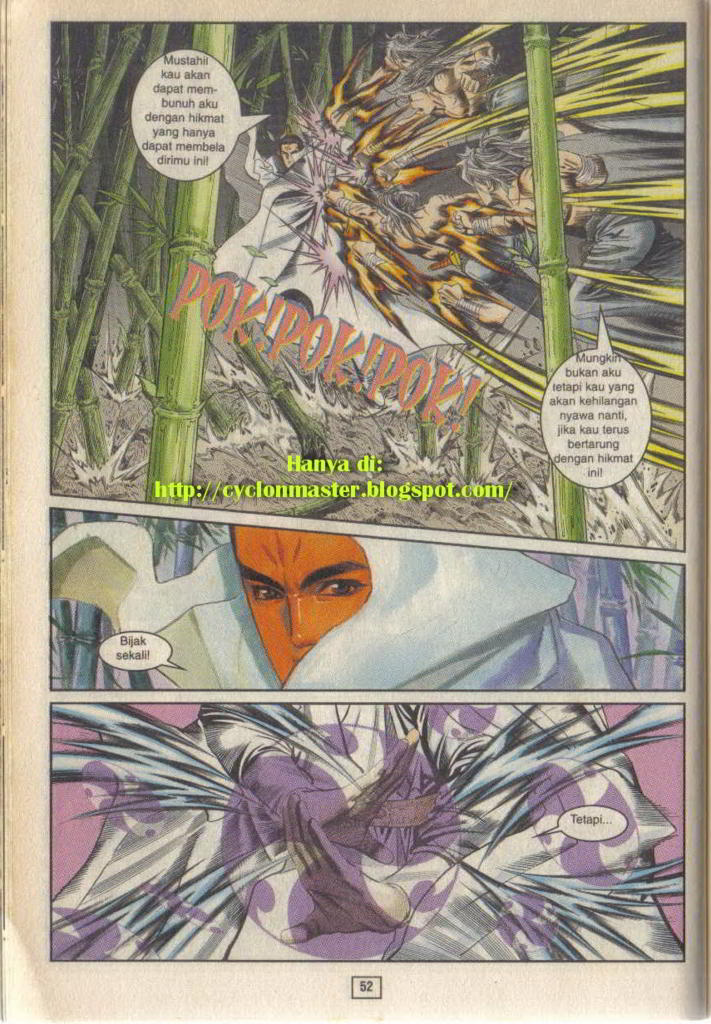 Mustahil
kau akan
dapat mem-
bunuh aku
dengan hikmat
yang hanya
dapat membela
dirimu ini!
POK!POK!POK!
Mungkin
bukan aku
tetapi kau yang
akan kehilangan
nyawa nanti,
jika kau terus
bertarung
dengan hikmat
ini!
Hanya di:
http://cyclonmaster.blogspot.com/
Bijak
sekali!
Tetapi...
52